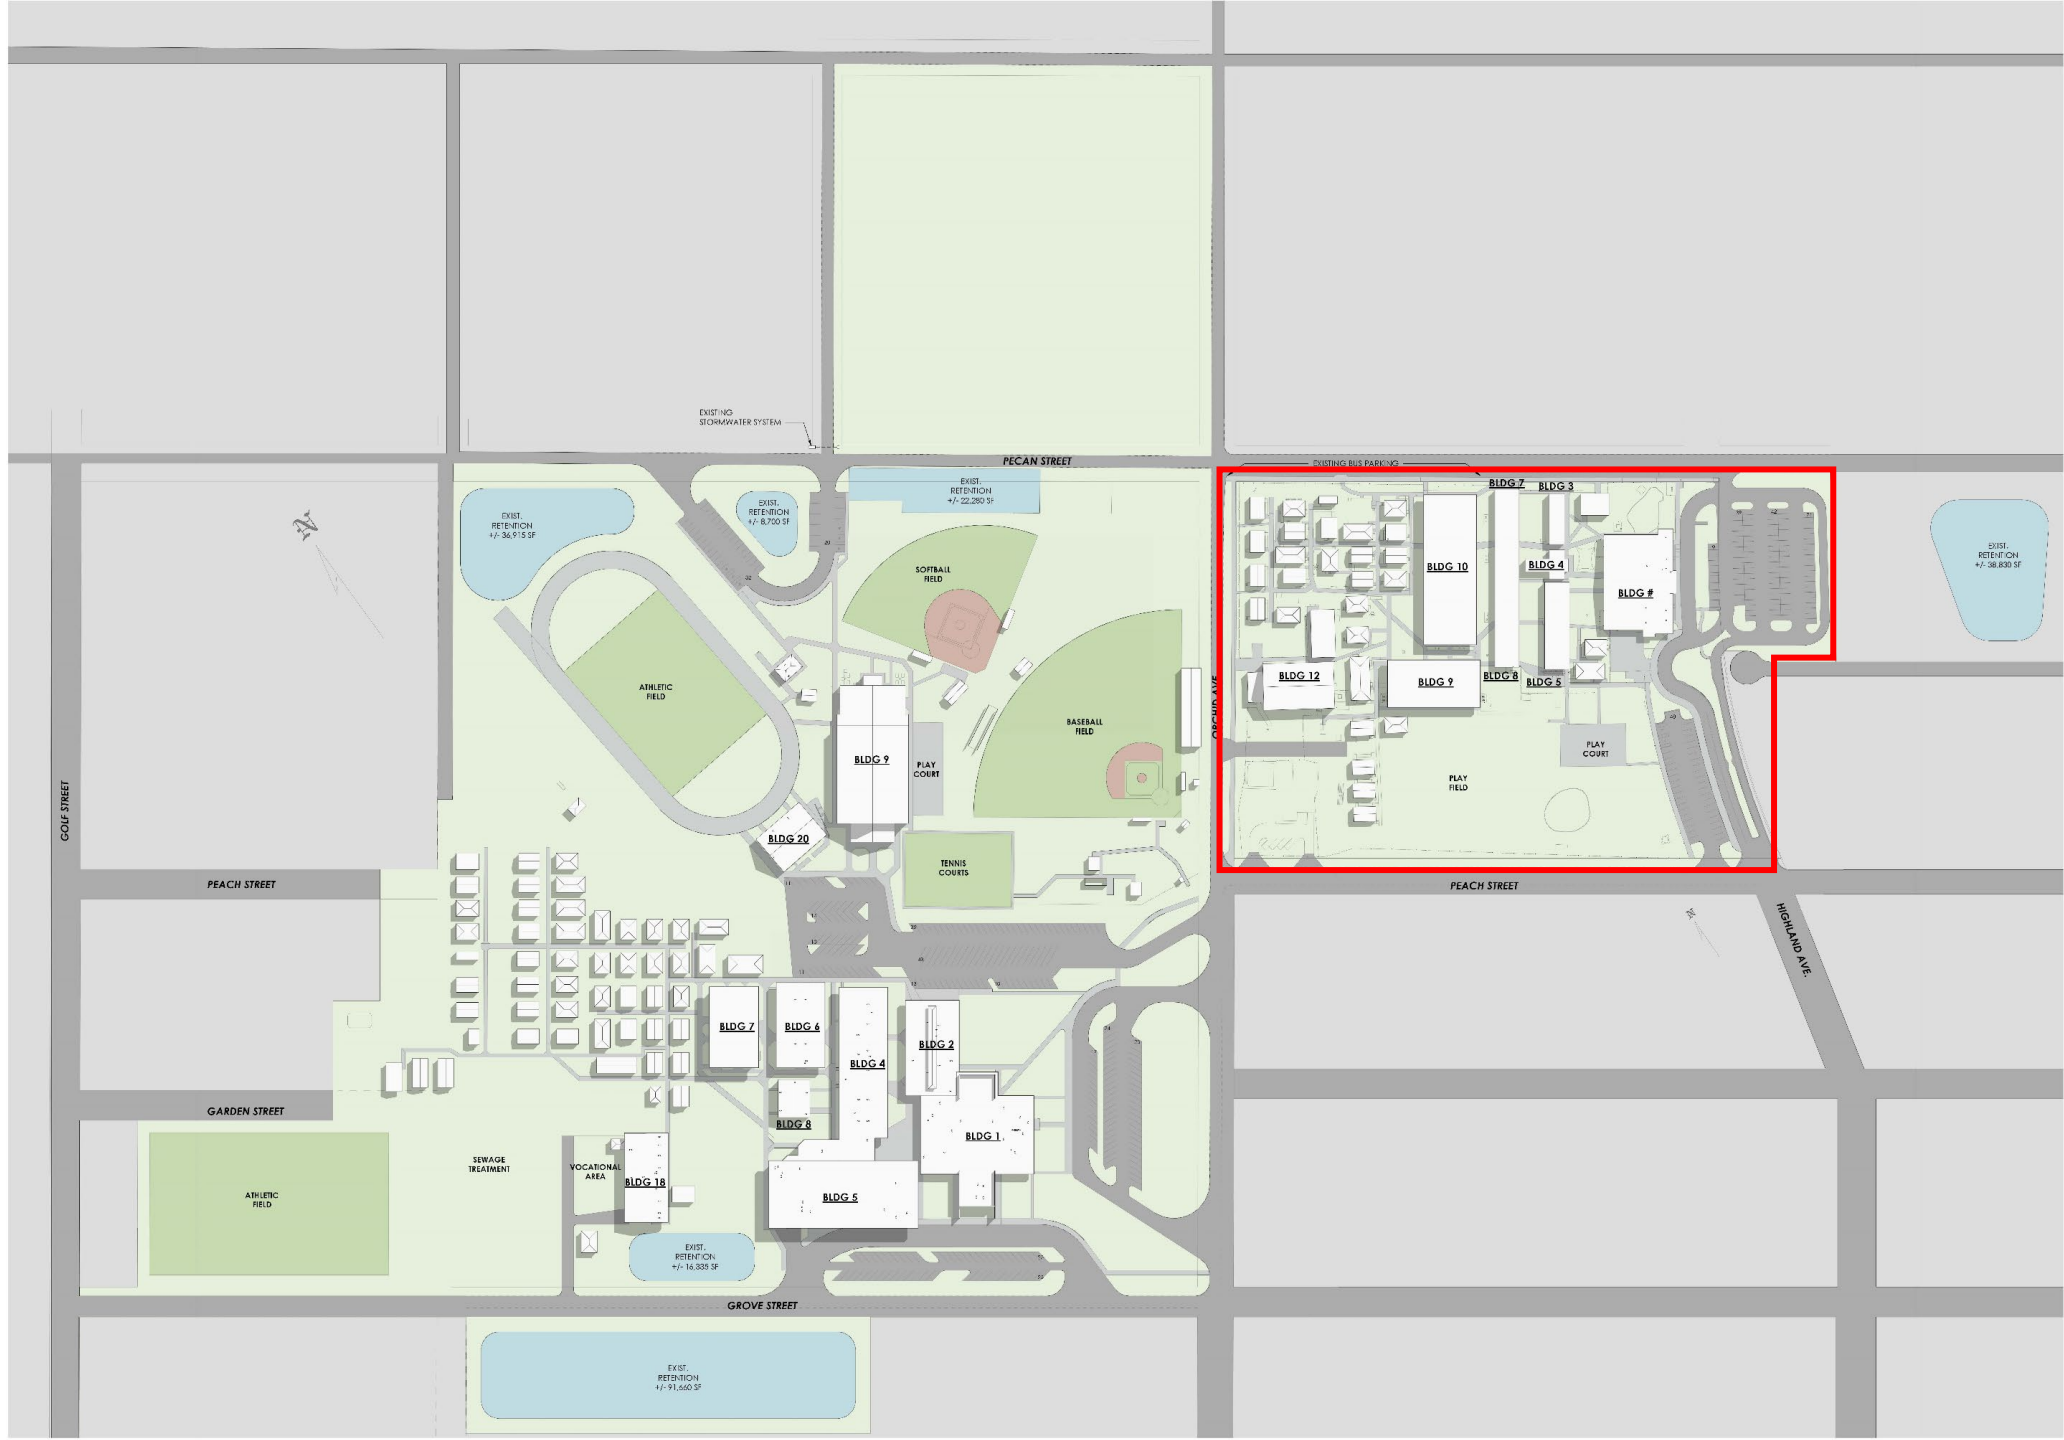 EXISTING
STORMWATER SYSTEM
PECAN STREET
EXISTING BUS PARKING
EXIST.
RETENTION
+/- 36,915 SF
EXIST.
RETENTION
+/- 8,700 SF
EXIST.
RETENTION
+/- 22,280 SF
SOFTBALL
FIELD
ATHLETIC
FIELD
BASEBALL
FIELD
BLDG 9
PLAY
COURT
BLDG 20
TENNIS
COURTS
ORCHID AVE
BLDG 7
BLDG 3
BLDG 10
BLDG 4
BLDG #
BLDG 12
BLDG 9
BLDG 8
BLDG 5
PLAY
COURT
PLAY
FIELD
EXIST.
RETENTION
+/- 38,830 SF
N
GOLF STREET
PEACH STREET
PEACH STREET
N
HIGHLAND AVE.
GARDEN STREET
BLDG 7
BLDG 6
BLDG 4
BLDG 2
BLDG 8
BLDG 1
BLDG 5
SEWAGE
TREATMENT
VOCATIONAL
AREA
BLDG 18
ATHLETIC
FIELD
EXIST.
RETENTION
+/- 16,335 SF
GROVE STREET
EXIST.
RETENTION
+/- 91,660 SF